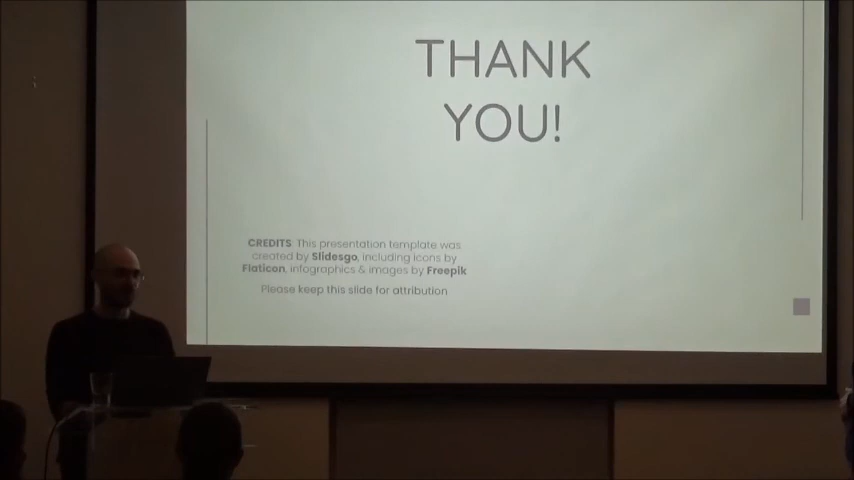 THANK
YOU!
CREDITS: This presentation template was
created by Slidesgo, including icons by
Flaticon, infographics & images by Freepik
Please keep this slide for attribution